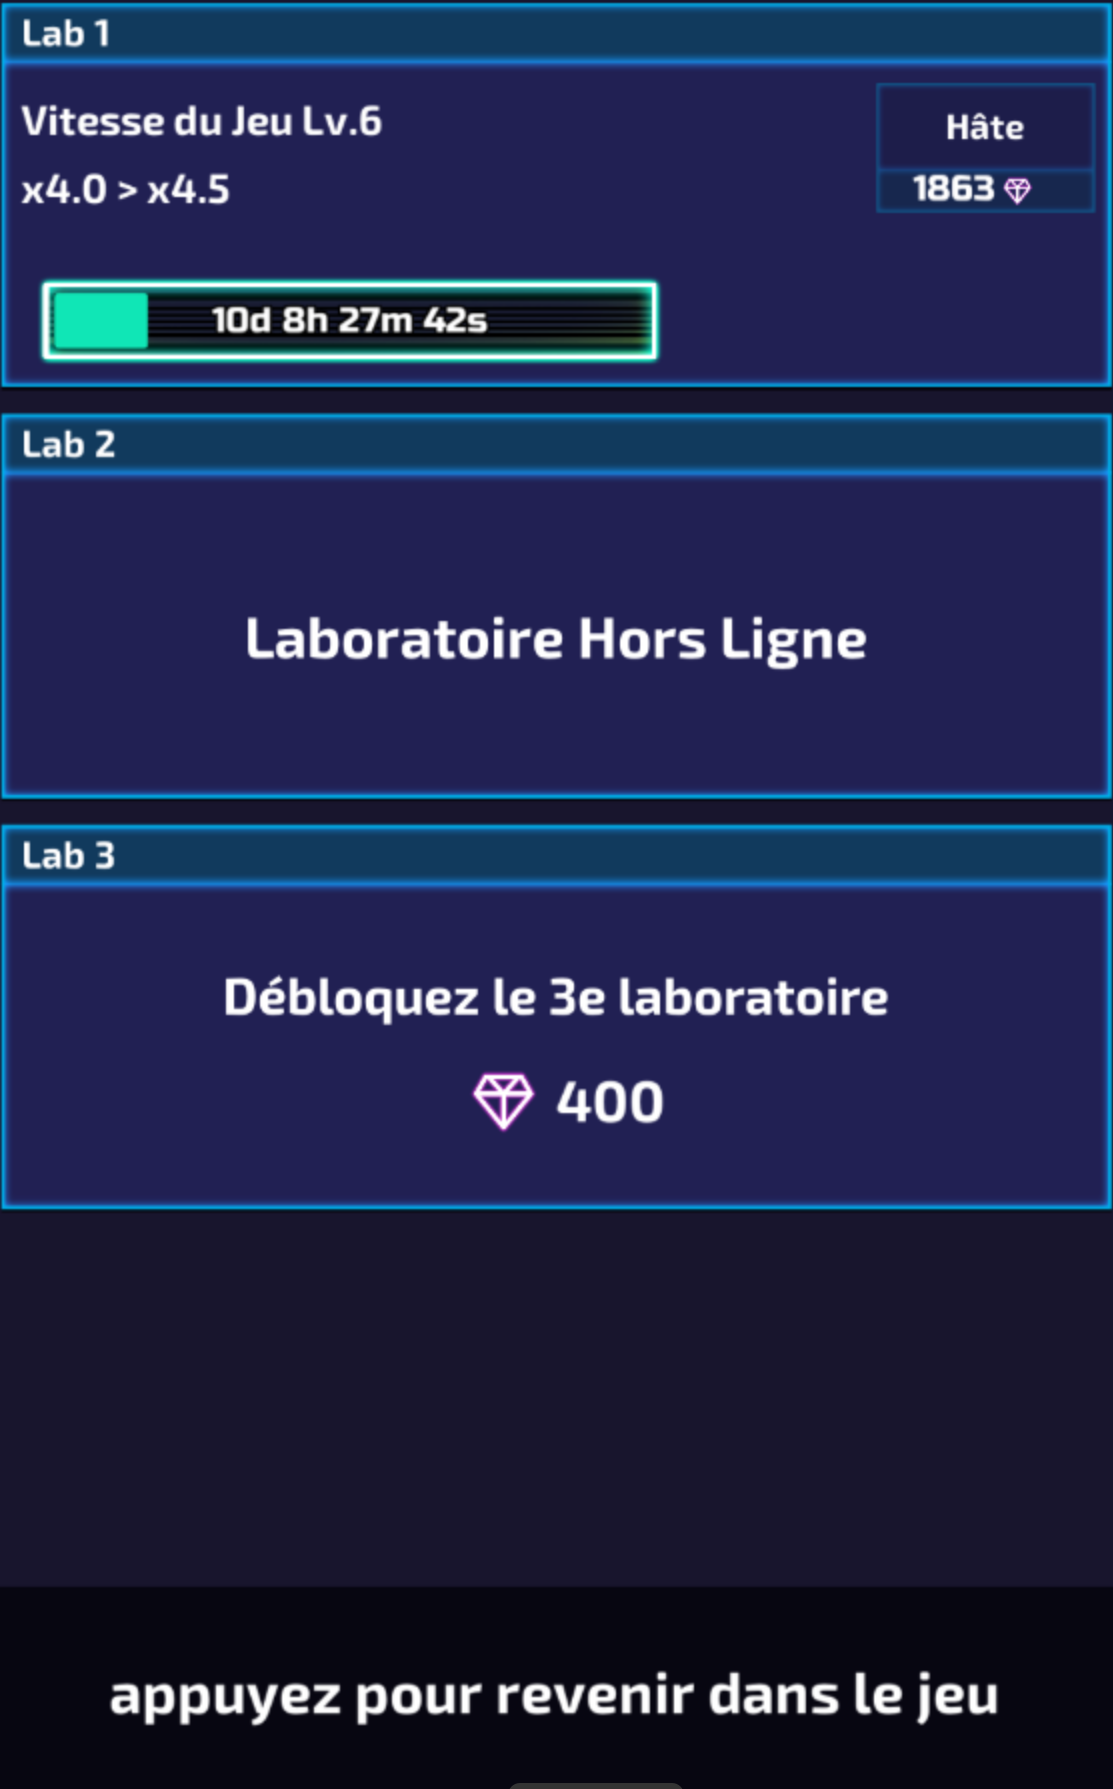 Lab 1
Vitesse du Jeu Lv.6
Hâte
x4.0 > x4.5
1863
10d 8h 27m 42s
Lab 2
Laboratoire Hors Ligne
Lab 3
Débloquez le 3e laboratoire
400
appuyez pour revenir dans le jeu